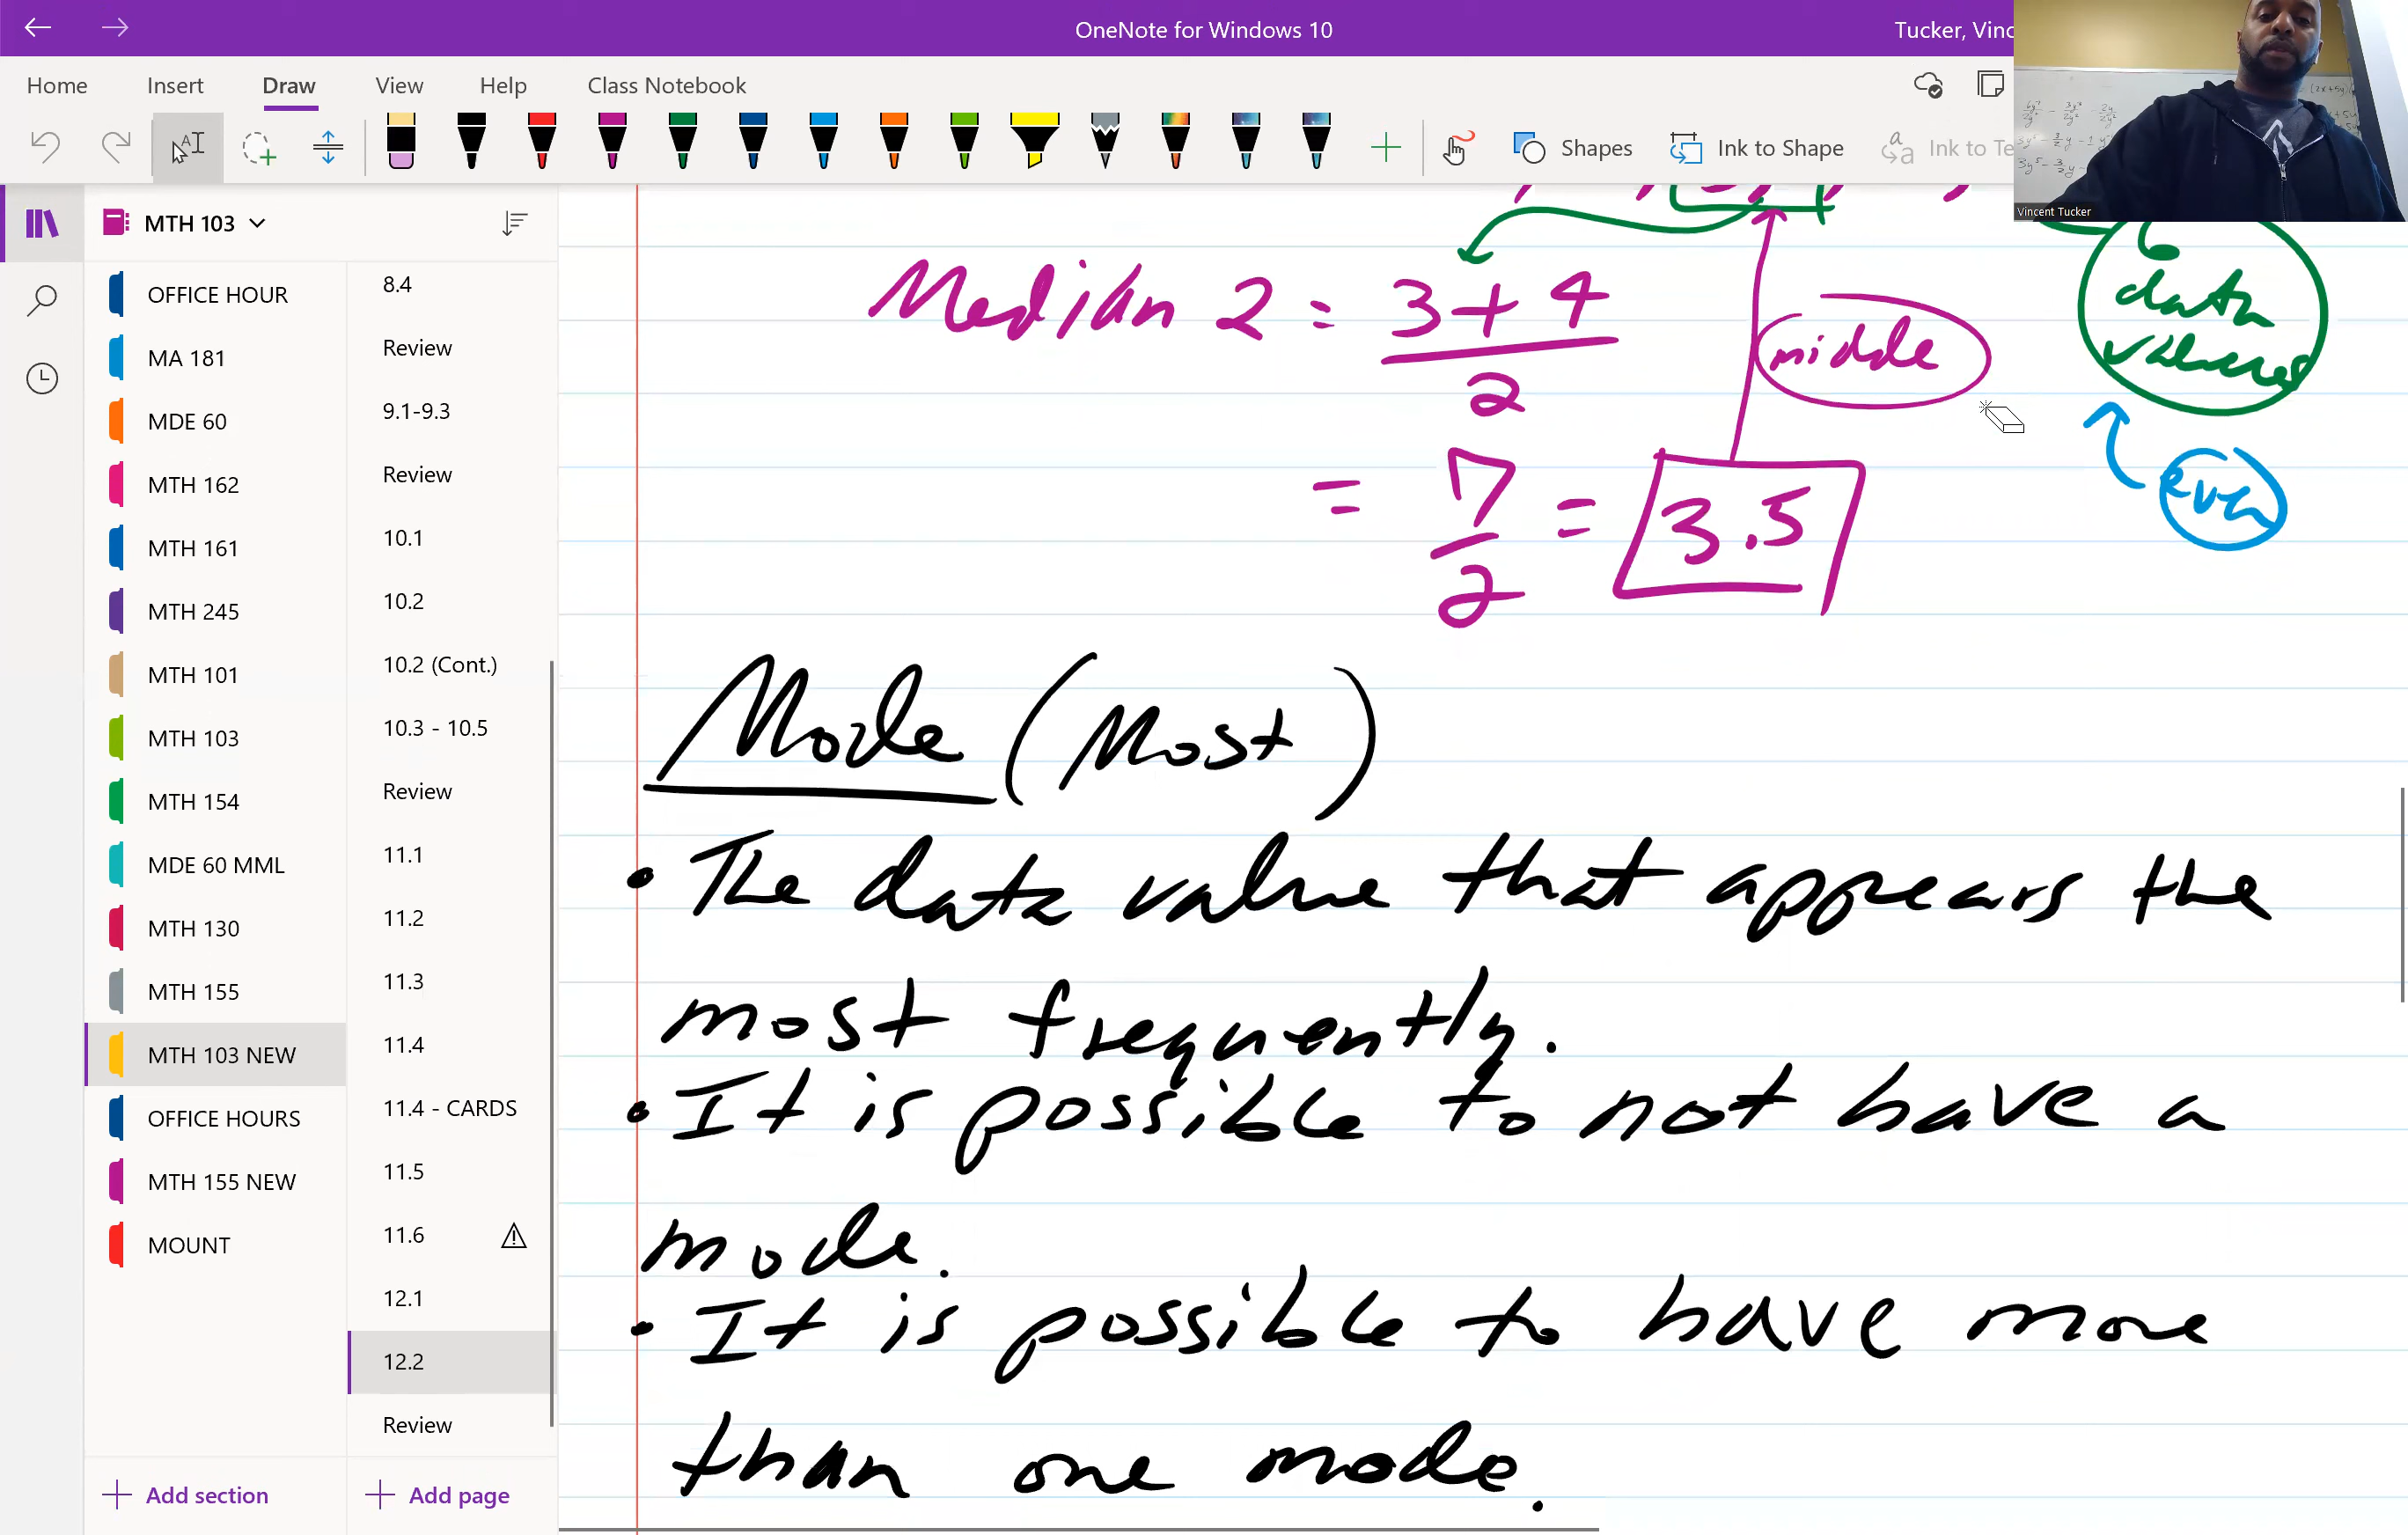 OneNote for Windows 10
Tucker, Vinc
Home Insert Draw View Help Class Notebook
Shapes Ink to Shape Ink to Te
Vincent Tucker
MTH 103
OFFICE HOUR
MA 181
MDE 60
MTH 162
MTH 161
MTH 245
MTH 101
MTH 103
MTH 154
MDE 60 MML
MTH 130
MTH 155
MTH 103 NEW
OFFICE HOURS
MTH 155 NEW
MOUNT
Add section
8.4
Review
9.1-9.3
Review
10.1
10.2
10.2 (Cont.)
10.3 - 10.5
Review
11.1
11.2
11.3
11.4
11.4 - CARDS
11.5
11.6
12.1
12.2
Review
Add page
Median 2 = 3+4
2
= 7
2
= 3.5
middle
6
data
values
even
Mode (Most)
• The data value that appears the
most frequently.
• It is possible to not have a
mode.
• It is possible to have more
than one mode.